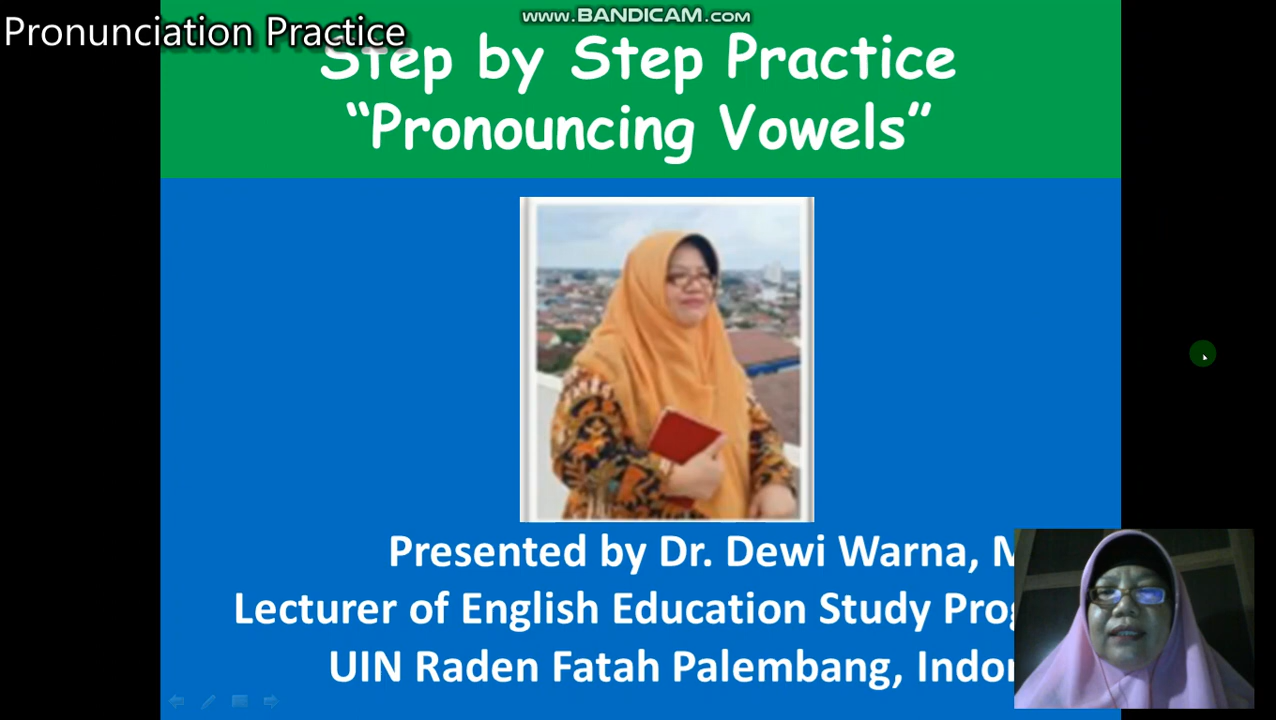 www.BANDICAM.com
Pronunciation Practice
Step by Step Practice
“Pronouncing Vowels”
Presented by Dr. Dewi Warna,
Lecturer of English Education Study
UIN Raden Fatah Palembang,